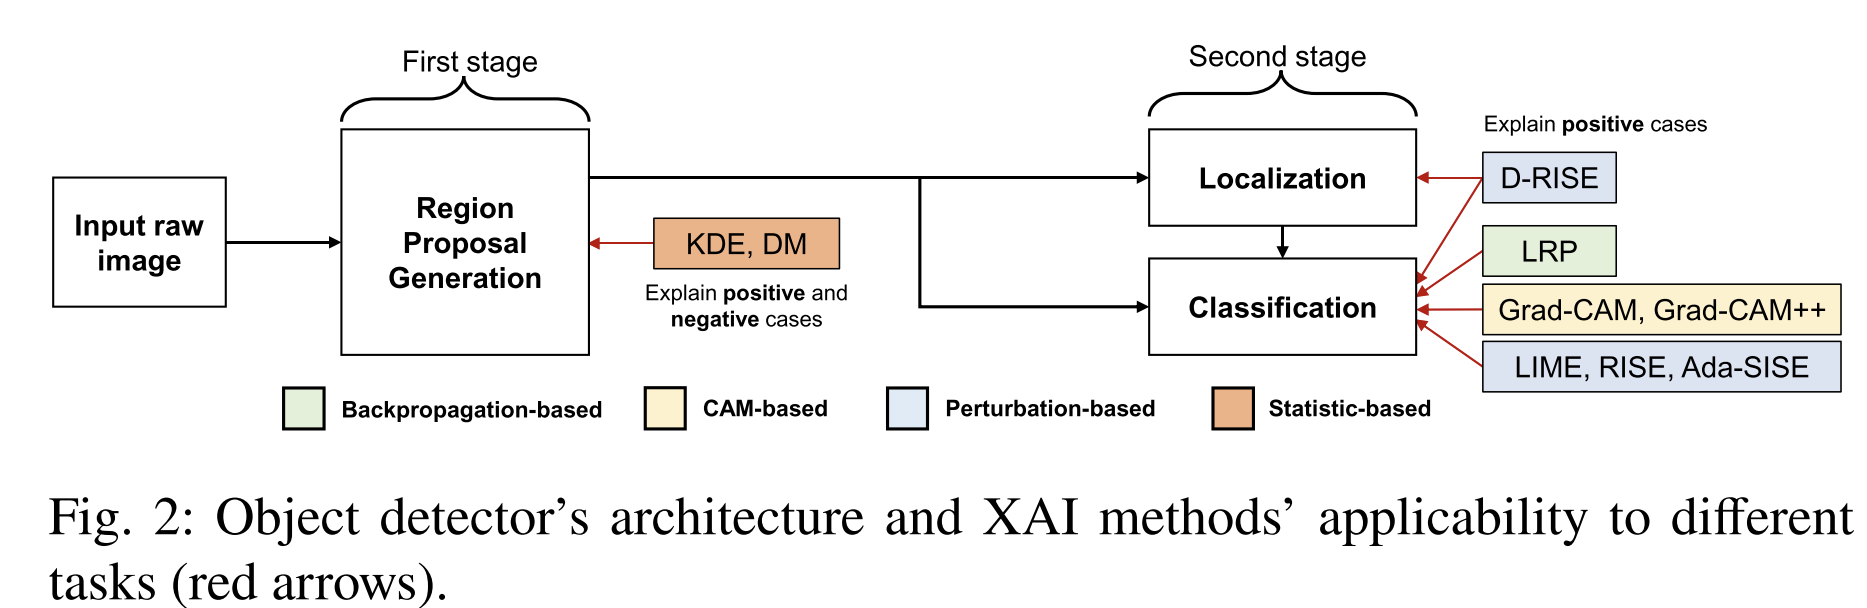 First stage
Second stage
Explain positive cases
Input raw
image
Region
Proposal
Generation
KDE, DM
Explain positive and
negative cases
Localization
Classification
D-RISE
LRP
Grad-CAM, Grad-CAM++
LIME, RISE, Ada-SISE
Backpropagation-based
CAM-based
Perturbation-based
Statistic-based
Fig. 2: Object detector’s architecture and XAI methods’ applicability to different
tasks (red arrows).